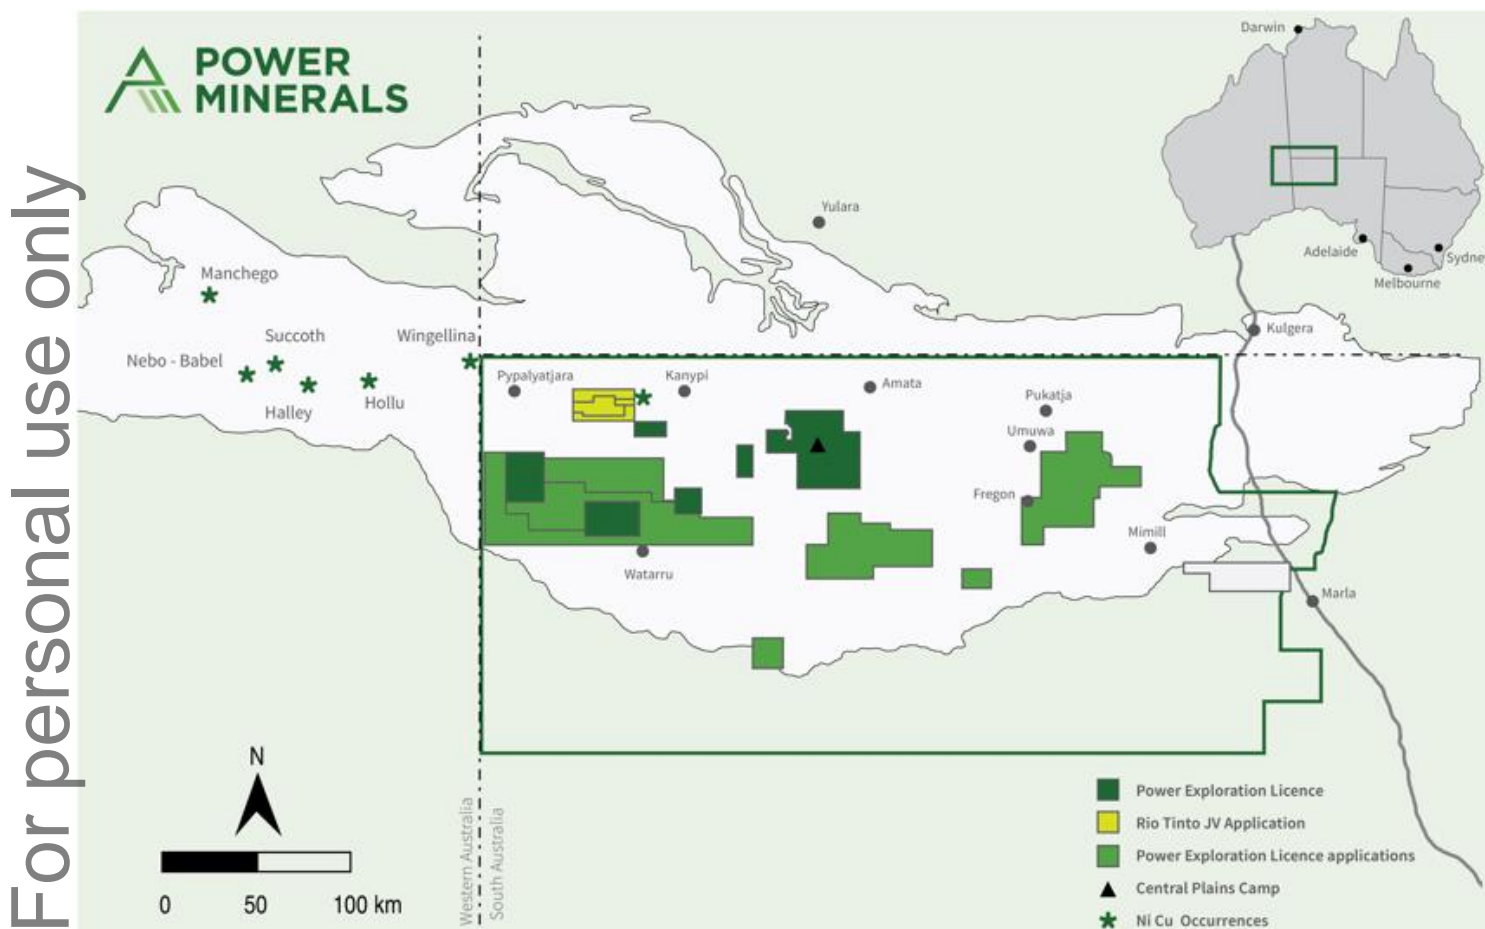 For personal use only
POWER
MINERALS
Darwin
Adelaide
Sydne
Melbourne
Yulara
Kulgera
Manchego
Succoth
Wingellina
Nebo - Babel
Halley
Hollu
Pypalyatjara
Kanypi
Amata
Pukatja
Umuwa
Fregon
Mimill
Watarru
Marla
N
0 50 100 km
Western Australia
South Australia
Power Exploration Licence
Rio Tinto JV Application
Power Exploration Licence applications
Central Plains Camp
Ni Cu Occurrences